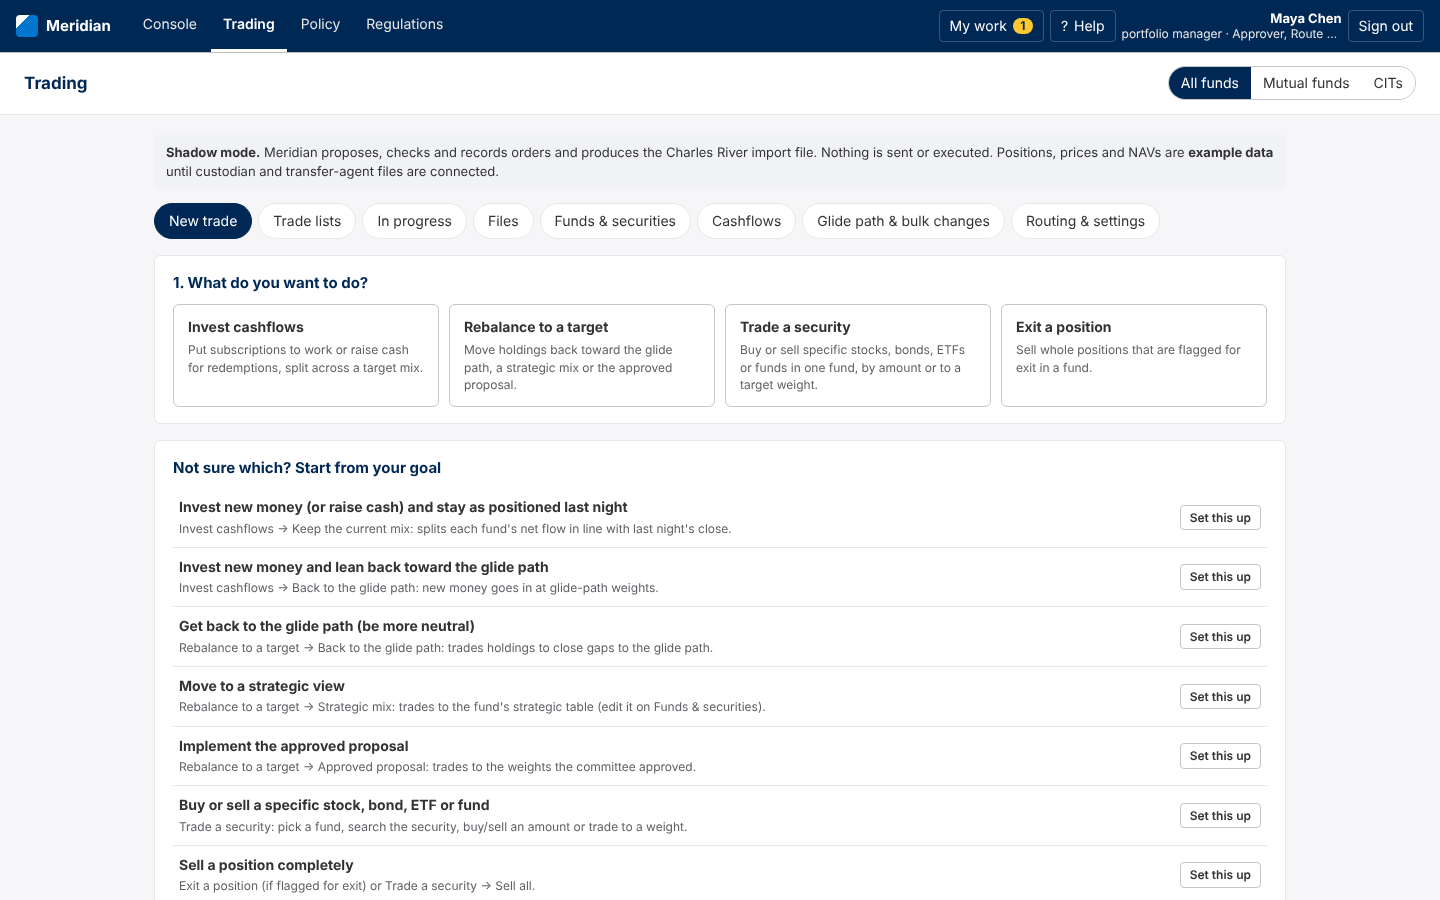 Meridian
Console
Trading
Policy
Regulations
My work 1
? Help
Maya Chen
portfolio manager · Approver, Route ...
Sign out
Trading
All funds
Mutual funds
CITs
Shadow mode. Meridian proposes, checks and records orders and produces the Charles River import file. Nothing is sent or executed. Positions, prices and NAVs are example data
until custodian and transfer-agent files are connected.
New trade
Trade lists
In progress
Files
Funds & securities
Cashflows
Glide path & bulk changes
Routing & settings
1. What do you want to do?
Invest cashflows
Put subscriptions to work or raise cash
for redemptions, split across a target mix.
Rebalance to a target
Move holdings back toward the glide
path, a strategic mix or the approved
proposal.
Trade a security
Buy or sell specific stocks, bonds, ETFs
or funds in one fund, by amount or to a
target weight.
Exit a position
Sell whole positions that are flagged for
exit in a fund.
Not sure which? Start from your goal
Invest new money (or raise cash) and stay as positioned last night
Invest cashflows → Keep the current mix: splits each fund's net flow in line with last night's close.
Set this up
Invest new money and lean back toward the glide path
Invest cashflows → Back to the glide path: new money goes in at glide-path weights.
Set this up
Get back to the glide path (be more neutral)
Rebalance to a target → Back to the glide path: trades holdings to close gaps to the glide path.
Set this up
Move to a strategic view
Rebalance to a target → Strategic mix: trades to the fund's strategic table (edit it on Funds & securities).
Set this up
Implement the approved proposal
Rebalance to a target → Approved proposal: trades to the weights the committee approved.
Set this up
Buy or sell a specific stock, bond, ETF or fund
Trade a security: pick a fund, search the security, buy/sell an amount or trade to a weight.
Set this up
Sell a position completely
Exit a position (if flagged for exit) or Trade a security → Sell all.
Set this up